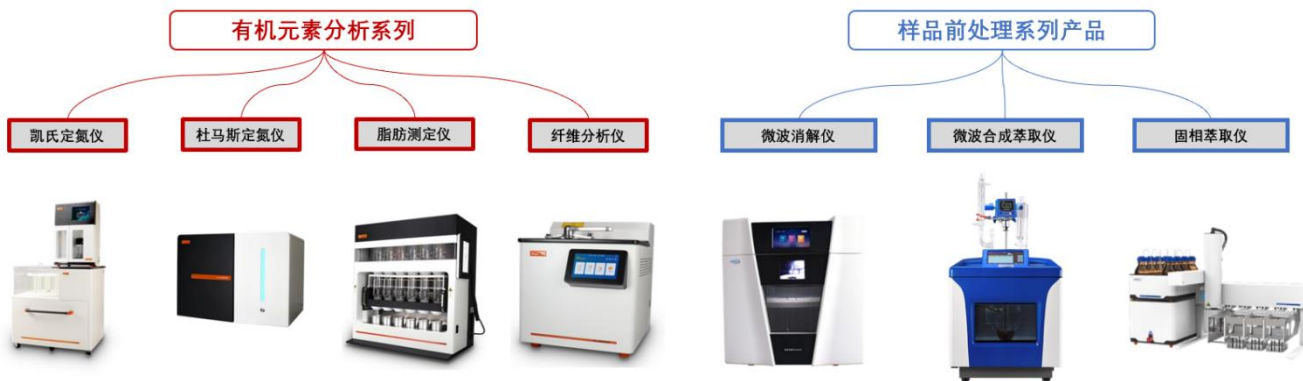 有机元素分析系列
样品前处理系列产品
凯氏定氮仪
杜马斯定氮仪
脂肪测定仪
纤维分析仪
微波消解仪
微波合成萃取仪
固相萃取仪